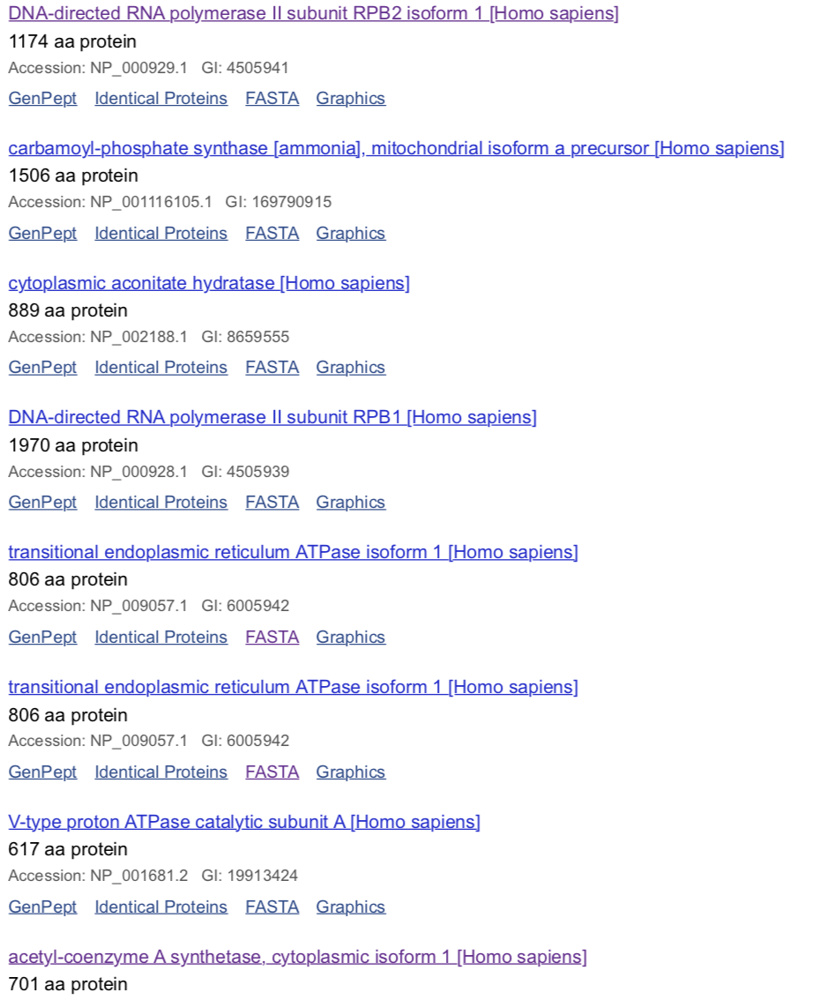 DNA-directed RNA polymerase II subunit RPB2 isoform 1 [Homo sapiens]
1174 aa protein
Accession: NP_000929.1 GI: 4505941
GenPept Identical Proteins FASTA Graphics
carbamoyl-phosphate synthase [ammonia], mitochondrial isoform a precursor [Homo sapiens]
1506 aa protein
Accession: NP_001116105.1 GI: 169790915
GenPept Identical Proteins FASTA Graphics
cytoplasmic aconitate hydratase [Homo sapiens]
889 aa protein
Accession: NP_002188.1 GI: 8659555
GenPept Identical Proteins FASTA Graphics
DNA-directed RNA polymerase II subunit RPB1 [Homo sapiens]
1970 aa protein
Accession: NP_000928.1 GI: 4505939
GenPept Identical Proteins FASTA Graphics
transitional endoplasmic reticulum ATPase isoform 1 [Homo sapiens]
806 aa protein
Accession: NP_009057.1 GI: 6005942
GenPept Identical Proteins FASTA Graphics
transitional endoplasmic reticulum ATPase isoform 1 [Homo sapiens]
806 aa protein
Accession: NP_009057.1 GI: 6005942
GenPept Identical Proteins FASTA Graphics
V-type proton ATPase catalytic subunit A [Homo sapiens]
617 aa protein
Accession: NP_001681.2 GI: 19913424
GenPept Identical Proteins FASTA Graphics
acetyl-coenzyme A synthetase, cytoplasmic isoform 1 [Homo sapiens]
701 aa protein